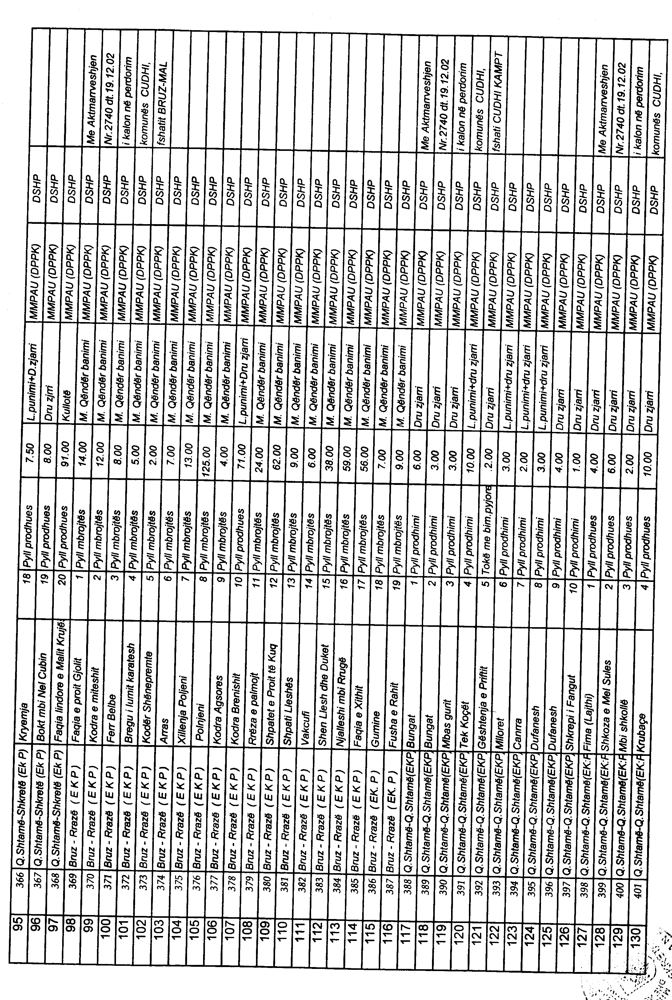 95 366 Q.Shtamë-Shkretë (Ek P) Kryemja 18 Pyll prodhues 7.50 L.punimi+D.zjarri MMPAU (DPPK) DSHP
96 367 Q.Shtamë-Shkretë (Ek P) Bokt mbi Nel Cubin 19 Pyll prodhues 8.00 Dru zjrri MMPAU (DPPK) DSHP
97 368 Q.Shtamë-Shkretë (Ek P) Faqia lindore e Malit Krujës 20 Pyll prodhues 91.00 Kullotë MMPAU (DPPK) DSHP
98 369 Bruz - Rrazë ( E K P ) Faqia e proit Gjolit 1 Pyll mbrojtës 14.00 M. Qëndër banimi MMPAU (DPPK) DSHP Me Aktmarrveshjen
99 370 Bruz - Rrazë ( E K P ) Kodra e miteshit 2 Pyll mbrojtës 12.00 M. Qëndër banimi MMPAU (DPPK) DSHP Nr.2740 dt.19.12.02
100 371 Bruz - Rrazë ( E K P ) Ferr Belbe 3 Pyll mbrojtës 8.00 M. Qëndër banimi MMPAU (DPPK) DSHP i kalon në perdorim
101 372 Bruz - Rrazë ( E K P ) Bregu i lumit karatesh 4 Pyll mbrojtës 5.00 M. Qëndër banimi MMPAU (DPPK) DSHP komunës CUDHI,
102 373 Bruz - Rrazë ( E K P ) Kodër Shënepremte 5 Pyll mbrojtës 2.00 M. Qëndër banimi MMPAU (DPPK) DSHP fshatit BRUZ-MAL
103 374 Bruz - Rrazë ( E K P ) Arras 6 Pyll mbrojtës 7.00 M. Qëndër banimi MMPAU (DPPK) DSHP
104 375 Bruz - Rrazë ( E K P ) Xillenja Poljeni 7 Pyll mbrojtës 13.00 M. Qëndër banimi MMPAU (DPPK) DSHP
105 376 Bruz - Rrazë ( E K P ) Polnjeni 8 Pyll mbrojtës 125.00 M. Qëndër banimi MMPAU (DPPK) DSHP
106 377 Bruz - Rrazë ( E K P ) Kodra Agsores 9 Pyll mbrojtës 4.00 M. Qëndër banimi MMPAU (DPPK) DSHP
107 378 Bruz - Rrazë ( E K P ) Kodra Brenishit 10 Pyll prodhues 71.00 L.punimi+Dru zjarri MMPAU (DPPK) DSHP
108 379 Bruz - Rrazë ( E K P ) Rrëza e palmojt 11 Pyll mbrojtës 24.00 M. Qëndër banimi MMPAU (DPPK) DSHP
109 380 Bruz - Rrazë ( E K P ) Shpatet e Proit të Kuq 12 Pyll mbrojtës 62.00 M. Qëndër banimi MMPAU (DPPK) DSHP
110 381 Bruz - Rrazë ( E K P ) Shpati Lleshës 13 Pyll mbrojtës 9.00 M. Qëndër banimi MMPAU (DPPK) DSHP
111 382 Bruz - Rrazë ( E K P ) Vakcufi 14 Pyll mbrojtës 6.00 M. Qëndër banimi MMPAU (DPPK) DSHP
112 383 Bruz - Rrazë ( E K P ) Shen Llesh dhe Duket 15 Pyll mbrojtës 38.00 M. Qëndër banimi MMPAU (DPPK) DSHP
113 384 Bruz - Rrazë ( E K P ) Njalleshi mbi Rrugë 16 Pyll mbrojtës 59.00 M. Qëndër banimi MMPAU (DPPK) DSHP
114 385 Bruz - Rrazë ( E K P ) Faqia e Xithit 17 Pyll mbrojtës 56.00 M. Qëndër banimi MMPAU (DPPK) DSHP
115 386 Bruz - Rrazë ( EK. P ) Gumine 18 Pyll mbrojtës 7.00 M. Qëndër banimi MMPAU (DPPK) DSHP
116 387 Bruz - Rrazë ( EK. P ) Fusha e Rahit 19 Pyll mbrojtës 9.00 M. Qëndër banimi MMPAU (DPPK) DSHP
117 388 Q.Shtamë-Q.Shtamë(EKP) Bungat 1 Pyll prodhimi 6.00 Dru zjarri MMPAU (DPPK) DSHP Me Aktmarrveshjen
118 389 Q.Shtamë-Q.Shtamë(EKP) Bungat 2 Pyll prodhimi 3.00 Dru zjarri MMPAU (DPPK) DSHP Nr.2740 dt.19.12.02
119 390 Q.Shtamë-Q.Shtamë(EKP) Mbas gurit 3 Pyll prodhimi 3.00 Dru zjarri MMPAU (DPPK) DSHP i kalon në perdorim
120 391 Q.Shtamë-Q.Shtamë(EKP) Tek Koçët 4 Pyll prodhimi 10.00 L.punimi+dru zjarri MMPAU (DPPK) DSHP komunës CUDHI,
121 392 Q.Shtamë-Q.Shtamë(EKP) Gështenja e Priftit 5 Tokë me bim.pyjore .2.00 Dru zjarri MMPAU (DPPK) DSHP fshati CUDHI KAMPT
122 393 Q.Shtamë-Q.Shtamë(EKP) Miloret 6 Pyll prodhimi 3.00 L.punimi+dru zjarri MMPAU (DPPK) DSHP
123 394 Q.Shtamë-Q.Shtamë(EKP) Canrra 7 Pyll prodhimi 2.00 L.punimi+dru zjarri MMPAU (DPPK) DSHP
124 395 Q.Shtamë-Q.Shtamë(EKP) Dufanesh 8 Pyll prodhimi 3.00 L.punimi+dru zjarri MMPAU (DPPK) DSHP
125 396 Q.Shtamë-Q.Shtamë(EKP) Dufanesh 9 Pyll prodhimi 4.00 Dru zjarri MMPAU (DPPK) DSHP
126 397 Q.Shtamë-Q.Shtamë(EKP) Shkrepi i Fangut 10 Pyll prodhimi 1.00 Dru zjarri MMPAU (DPPK) DSHP
127 398 Q.Shtamë-Q.Shtamë(EK:P Fima (Lajthi) 1 Pyll prodhues 4.00 Dru zjarri MMPAU (DPPK) DSHP Me Aktmarrveshjen
128 399 Q.Shtamë-Q.Shtamë(EK:P Shkoza e Mel Sules 2 Pyll prodhues 6.00 Dru zjarri MMPAU (DPPK) DSHP Nr.2740 dt.19.12.02
129 400 Q.Shtamë-Q.Shtamë(EK:P Mbi shkollë 3 Pyll prodhues 2.00 Dru zjarri MMPAU (DPPK) DSHP i kalon në perdorim
130 401 Q.Shtamë-Q.Shtamë(EK:P Krubaçe 4 Pyll prodhues 10.00 Dru zjarri MMPAU (DPPK) DSHP komunës CUDHI,